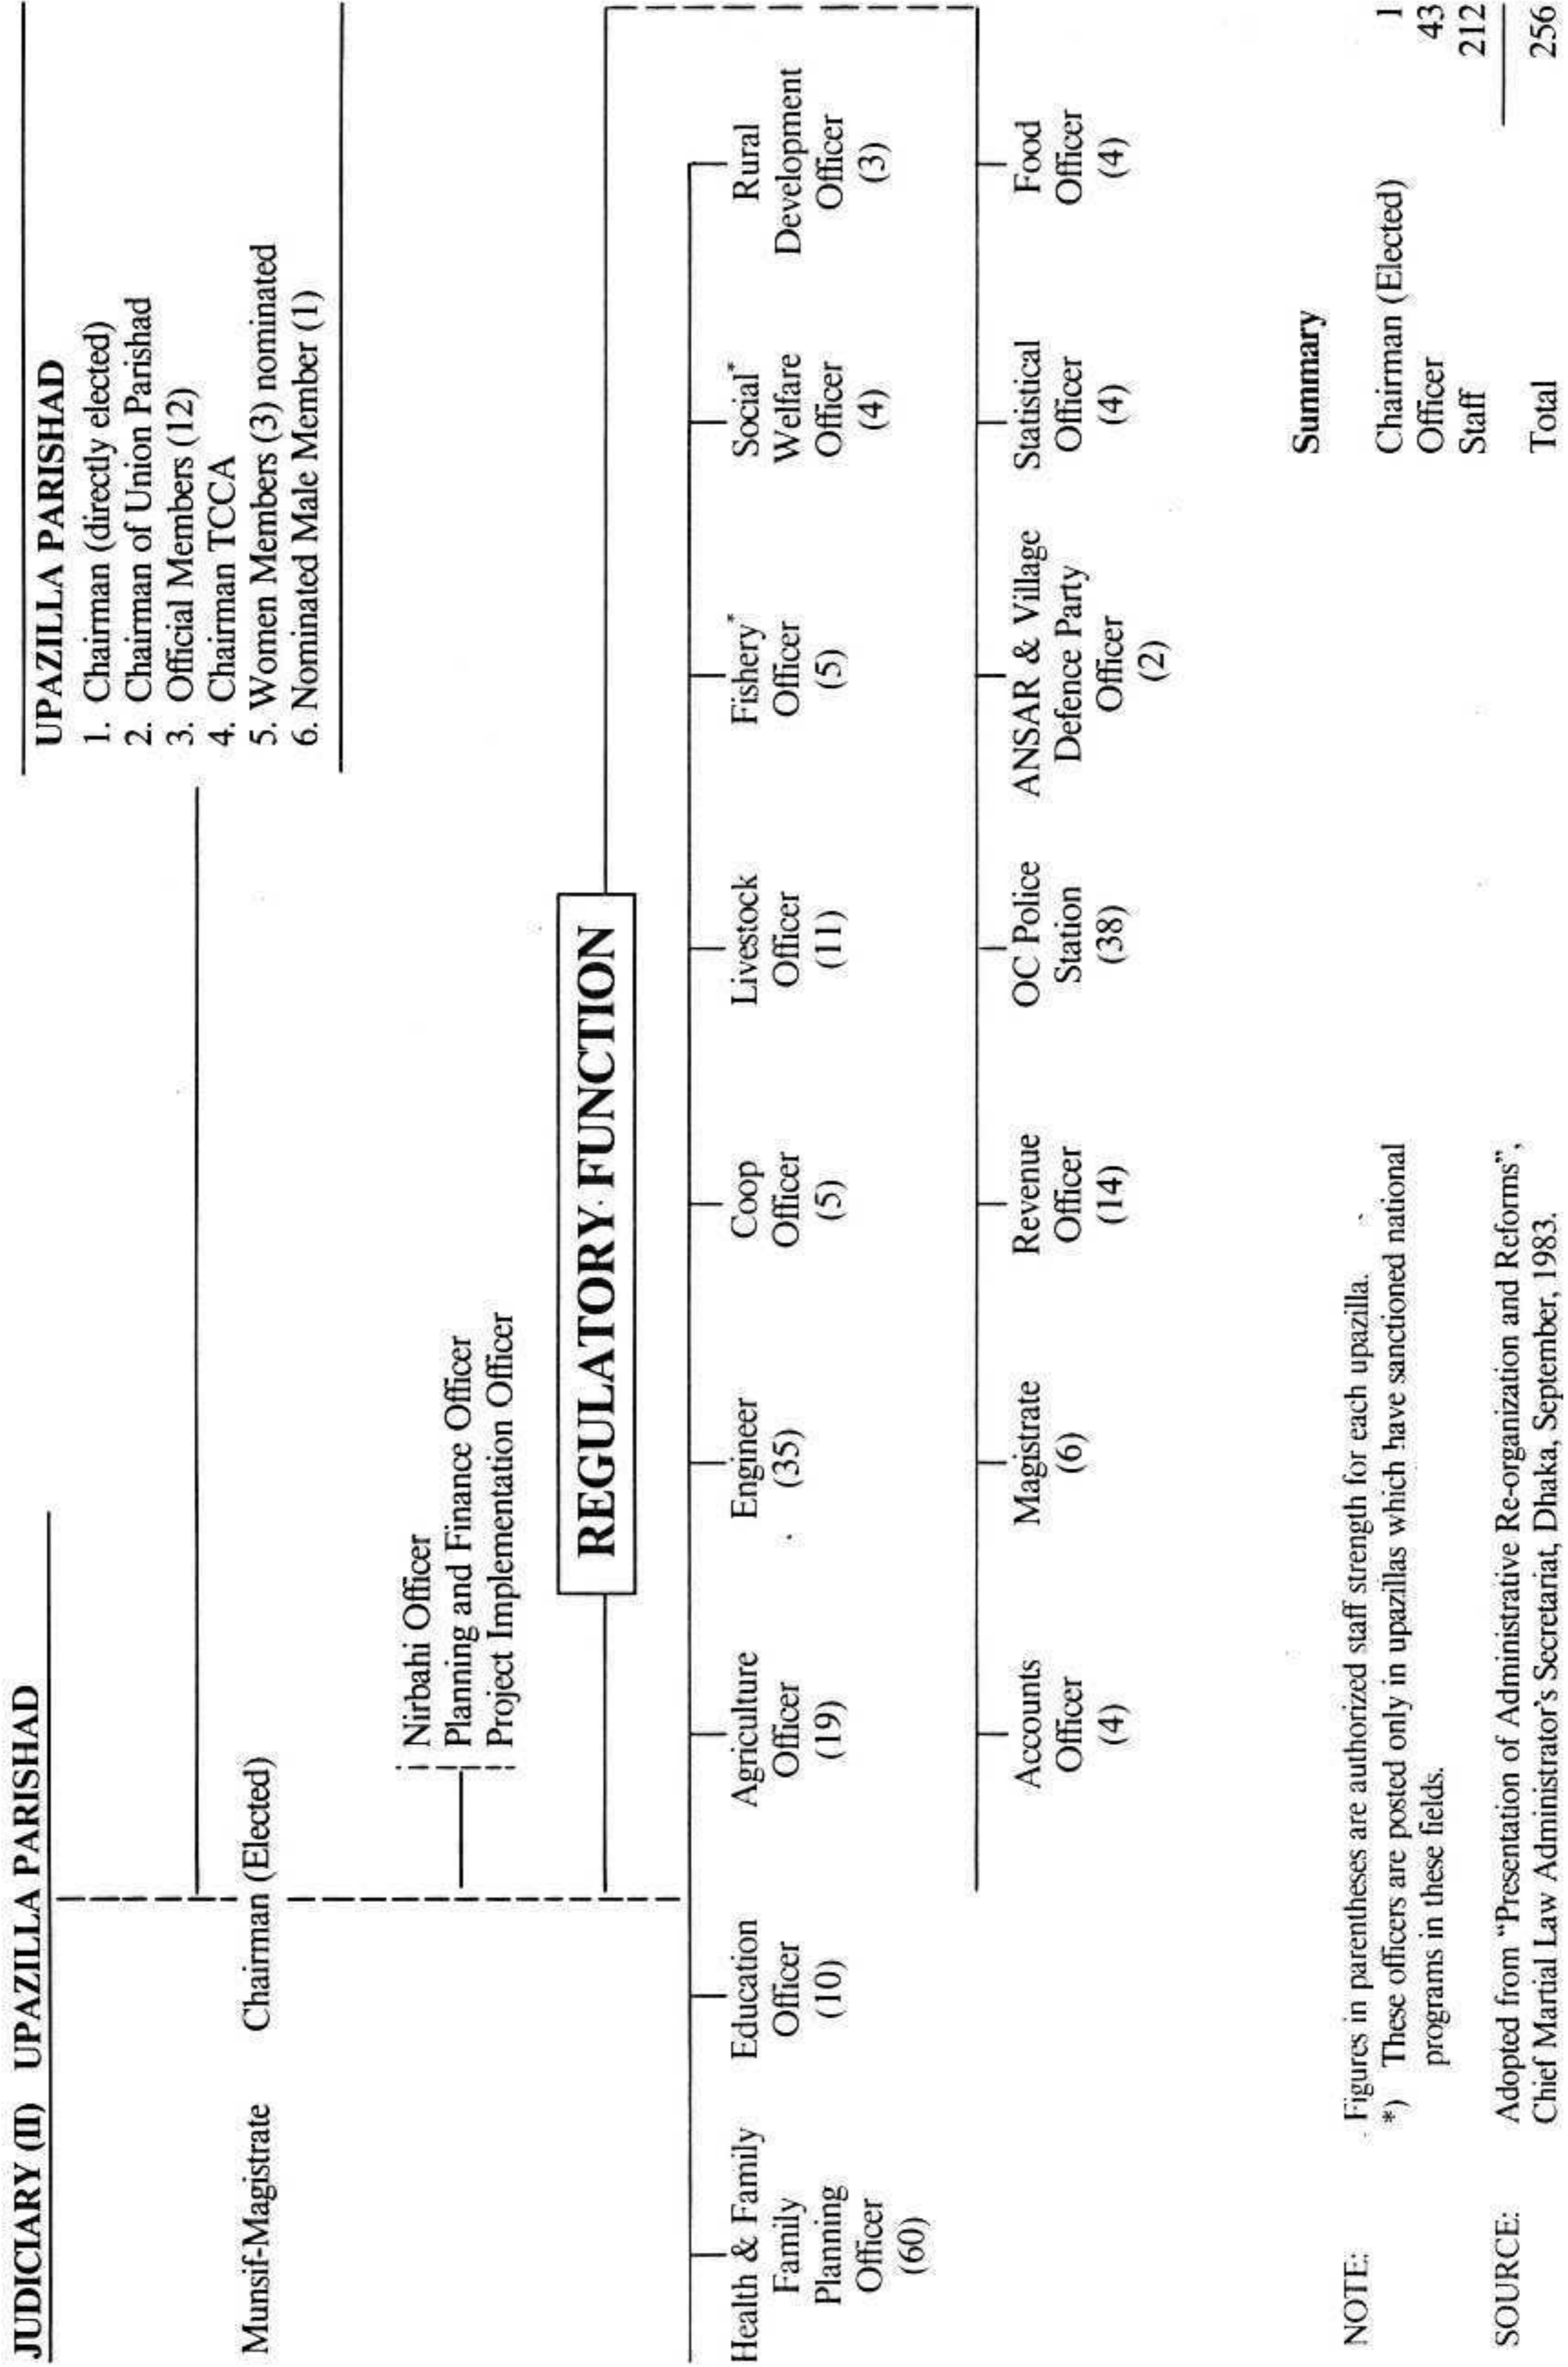 JUDICIARY (II) UPAZILLA PARISHAD
UPAZILLA PARISHAD
1. Chairman (directly elected)
2. Chairman of Union Parishad
3. Official Members (12)
4. Chairman TCCA
5. Women Members (3) nominated
6. Nominated Male Member (1)
Munsif-Magistrate Chairman (Elected)
Nirbahi Officer
Planning and Finance Officer
Project Implementation Officer
REGULATORY FUNCTION
Health & Family
Family
Planning
Officer
(60)
Education
Officer
(10)
Agriculture
Officer
(19)
Engineer
(35)
Coop
Officer
(5)
Livestock
Officer
(11)
Fishery*
Officer
(5)
Social*
Welfare
Officer
(4)
Rural
Development
Officer
(3)
Accounts
Officer
(4)
Magistrate
(6)
Revenue
Officer
(14)
OC Police
Station
(38)
ANSAR & Village
Defence Party
Officer
(2)
Statistical
Officer
(4)
Food
Officer
(4)
Summary
Chairman (Elected) 1
Officer 43
Staff 212
Total 256
NOTE: Figures in parentheses are authorized staff strength for each upazilla.
*) These officers are posted only in upazillas which have sanctioned national
programs in these fields.
SOURCE: Adopted from “Presentation of Administrative Re-organization and Reforms”,
Chief Martial Law Administrator's Secretariat, Dhaka, September, 1983.